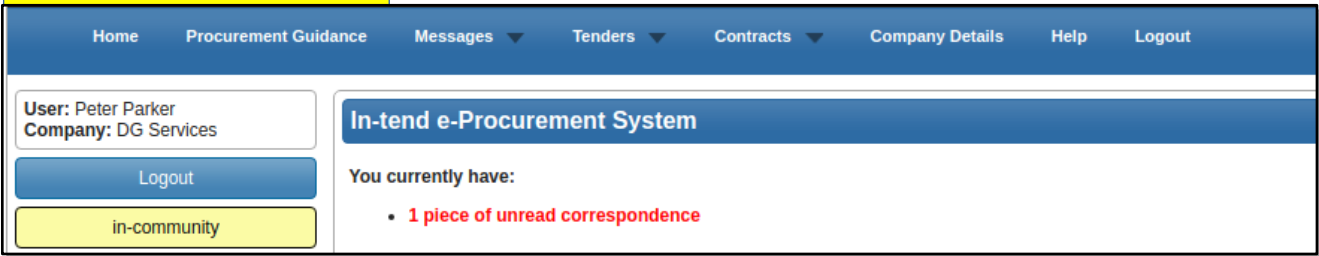 Home Procurement Guidance Messages Tenders Contracts Company Details Help Logout
User: Peter Parker
Company: DG Services
Logout
in-community
In-tend e-Procurement System
You currently have:
• 1 piece of unread correspondence